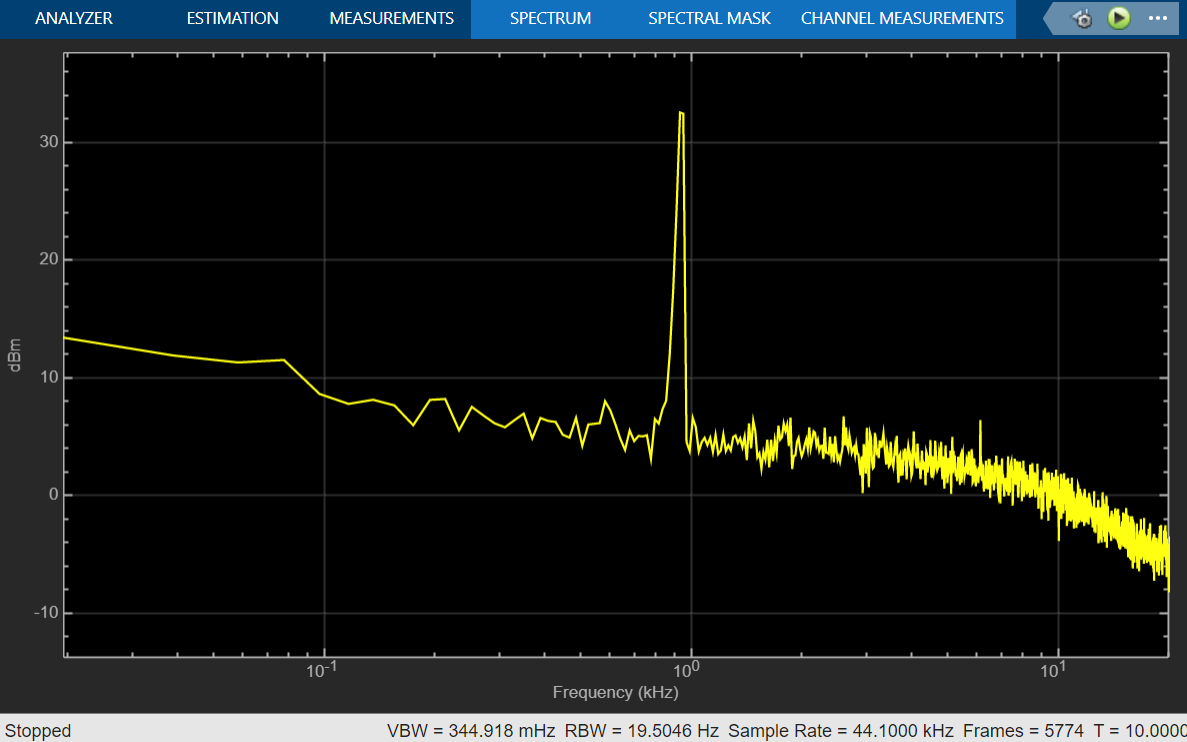 ANALYZER ESTIMATION MEASUREMENTS SPECTRUM SPECTRAL MASK CHANNEL MEASUREMENTS
30
20
10
0
-10
dBm
10-1 100 101
Frequency (kHz)
Stopped VBW = 344.918 mHz RBW = 19.5046 Hz Sample Rate = 44.1000 kHz Frames = 5774 T = 10.0000